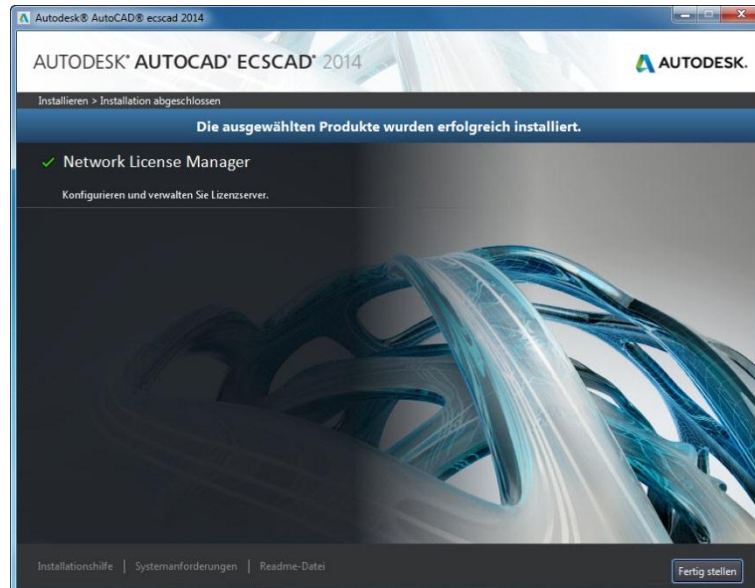 Autodesk® AutoCAD® ecscad 2014
AUTODESK® AUTOCAD® ECSCAD® 2014
AUTODESK.
Installieren > Installation abgeschlossen
Die ausgewählten Produkte wurden erfolgreich installiert.
Network License Manager
Konfigurieren und verwalten Sie Lizenzserver.
Installationshilfe | Systemanforderungen | Readme-Datei
Fertig stellen